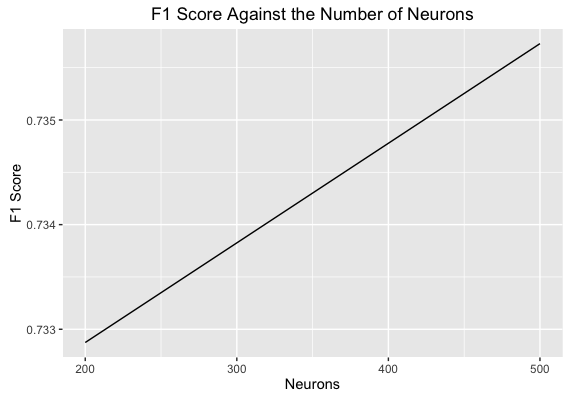 F1 Score Against the Number of Neurons
F1 Score
0.735
0.734
0.733
200 300 400 500
Neurons